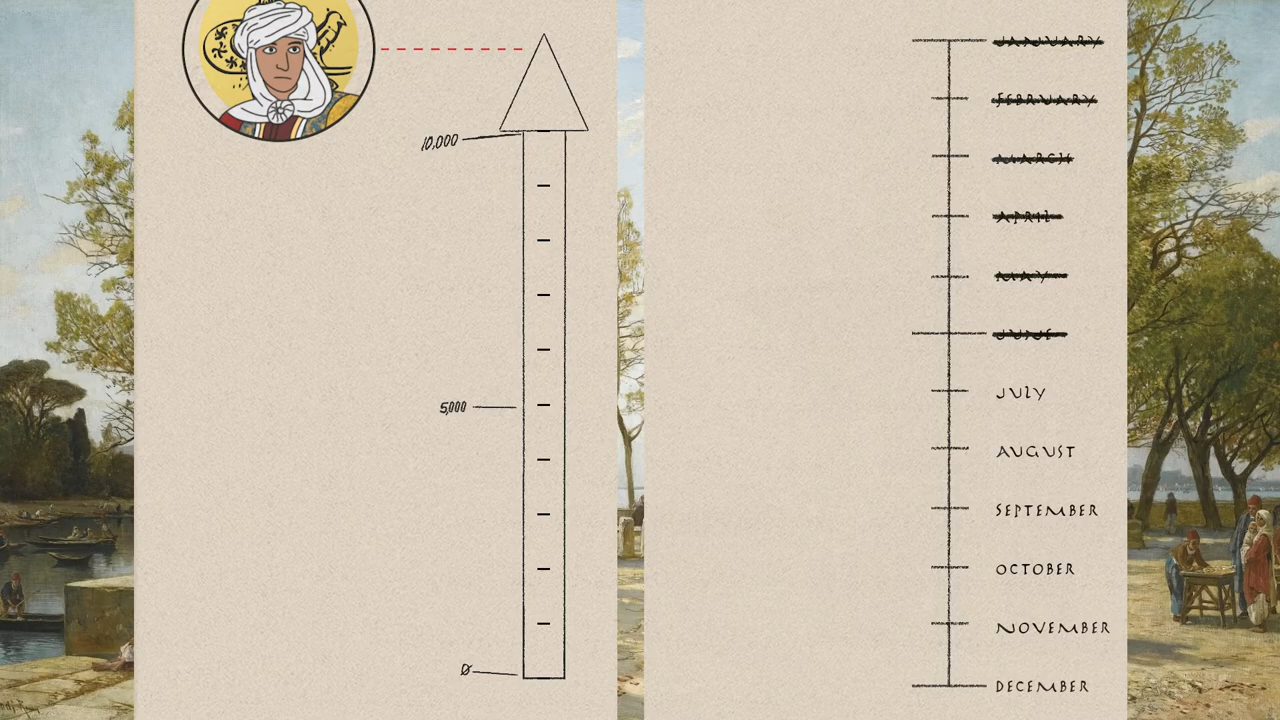 10,000
5,000
0
JANUARY
FEBRUARY
MARCH
APRIL
MAY
JUNE
JULY
AUGUST
SEPTEMBER
OCTOBER
NOVEMBER
DECEMBER